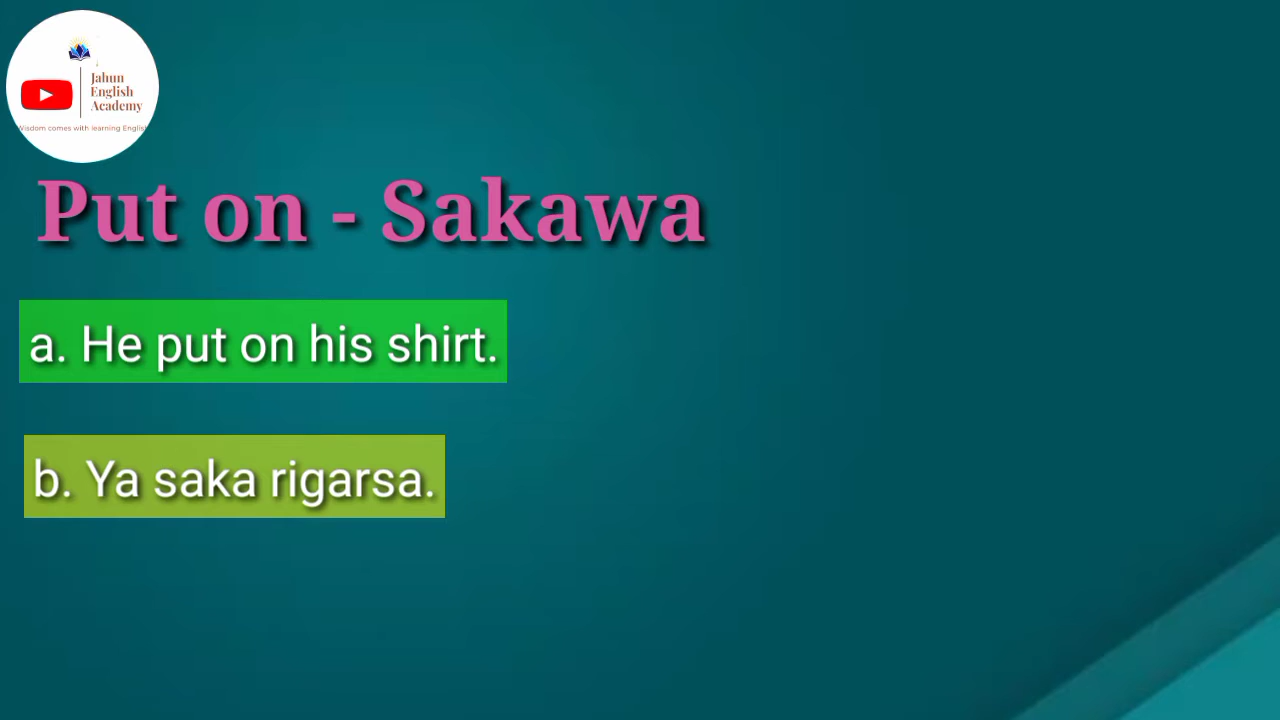 Jahun
English
Academy
Wisdom comes with learning English
Put on - Sakawa
a. He put on his shirt.
b. Ya saka rigarsa.